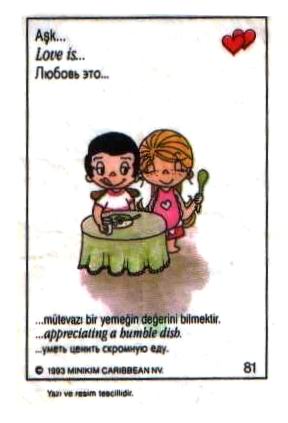 Aşk...
Love is...
Любовь это...
...mütevazı bir yemeğin değerini bilmektir.
...appreciating a humble dish.
...уметь ценить скромную еду.
© 1993 MINIKIM CARIBBEAN NV.
81
Yazı ve resim tescillidir.